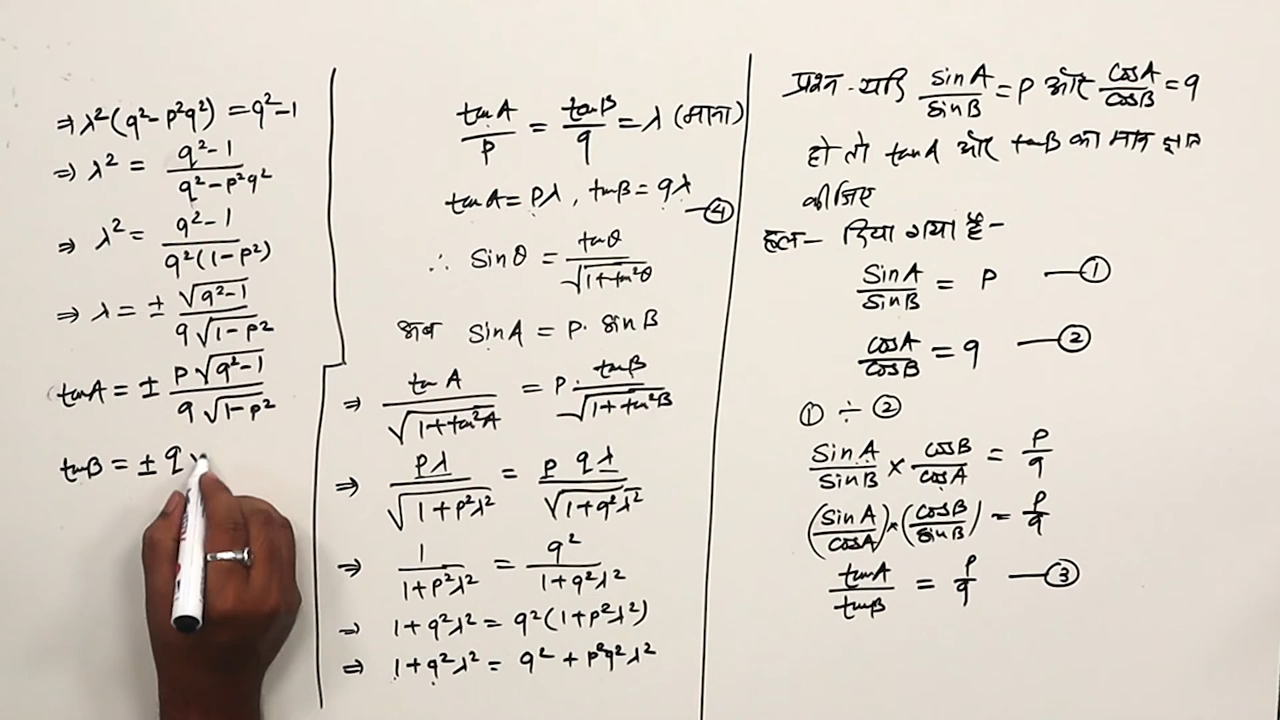 प्रश्न - यदि sinA/sinB = P और cosA/cosB = q
हो तो tanA और tanB का मान ज्ञात
कीजिए
हल - दिया गया है -
sinA/sinB = P —①
cosA/cosB = q —②
① ÷ ②
sinA/sinB × cosB/cosA = P/q
(sinA/cosA) × (cosB/sinB) = P/q
tanA/tanB = P/q —③
tanA/P = tanB/q = λ (माना)
tanA = Pλ, tanB = qλ —④
∴ sinθ = tanθ/√(1+tan²θ)
अब sinA = P. sinB
⇒ tanA/√(1+tan²A) = P. tanB/√(1+tan²B)
⇒ Pλ/√(1+P²λ²) = P qλ/√(1+q²λ²)
⇒ 1/(1+P²λ²) = q²/(1+q²λ²)
⇒ 1+q²λ² = q²(1+P²λ²)
⇒ 1+q²λ² = q² + P²q²λ²
⇒ λ²(q²-P²q²) = q²-1
⇒ λ² = (q²-1)/(q²-P²q²)
⇒ λ² = (q²-1)/(q²(1-P²))
⇒ λ = ± √(q²-1)/(q√(1-P²))
tanA = ± P√(q²-1)/(q√(1-P²))
tanB = ± q